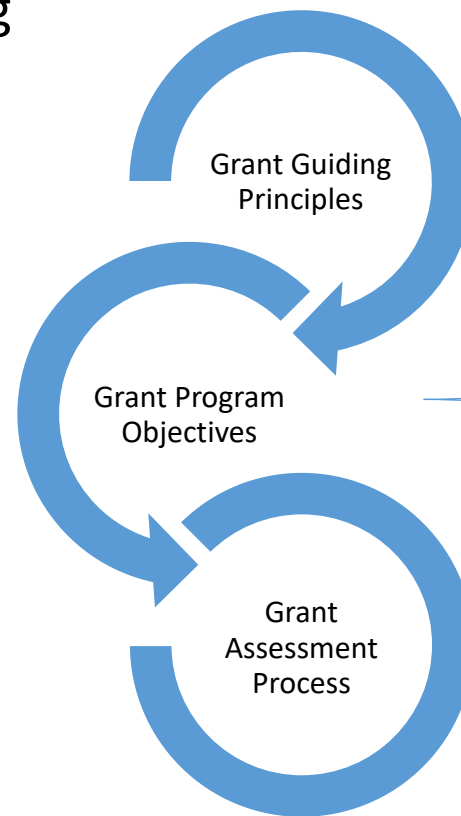 g
Grant Guiding
Principles
Grant Program
Objectives
Grant
Assessment
Process